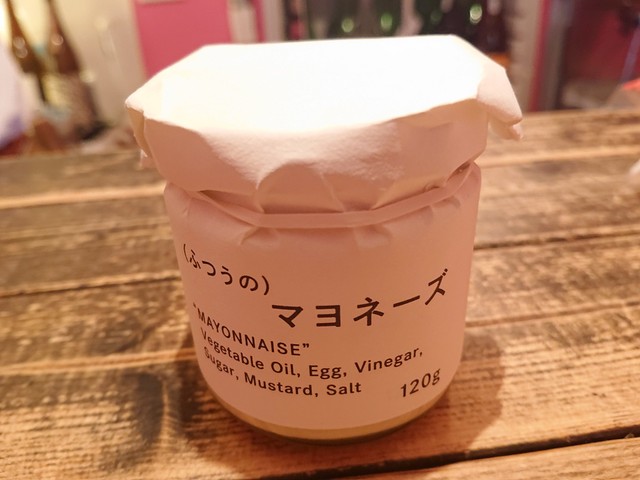 （ふつうの）
マヨネーズ
"MAYONNAISE"
Vegetable Oil, Egg, Vinegar,
Sugar, Mustard, Salt
120g